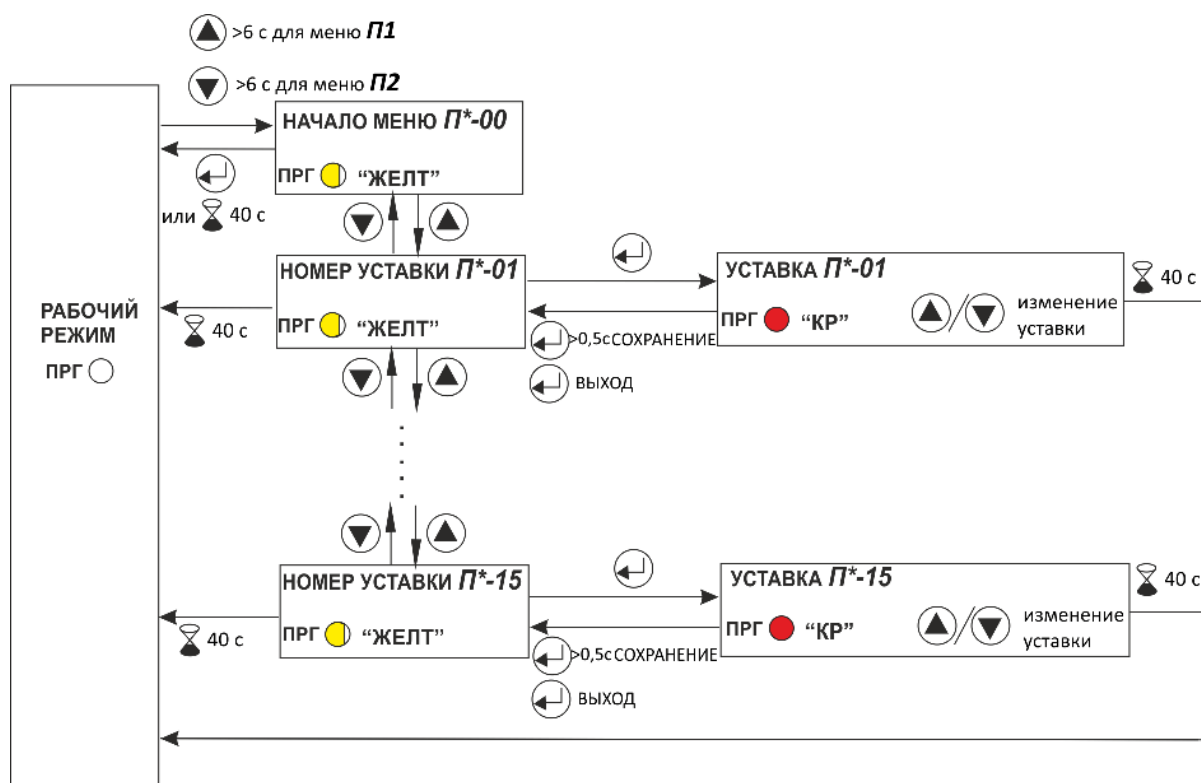 >6 с для меню П1
>6 с для меню П2
НАЧАЛО МЕНЮ П*-00
ПРГ “ЖЕЛТ”
или 40 с
НОМЕР УСТАВКИ П*-01
ПРГ “ЖЕЛТ”
40 с
УСТАВКА П*-01
ПРГ “КР”
/
изменение
уставки
40 с
>0,5с СОХРАНЕНИЕ
ВЫХОД
РАБОЧИЙ
РЕЖИМ
ПРГ
НОМЕР УСТАВКИ П*-15
ПРГ “ЖЕЛТ”
40 с
УСТАВКА П*-15
ПРГ “КР”
/
изменение
уставки
40 с
>0,5с СОХРАНЕНИЕ
ВЫХОД